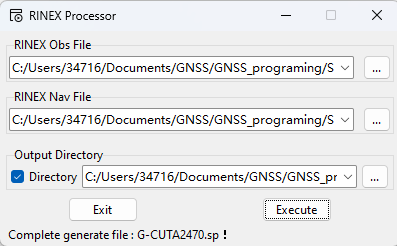 RINEX Processor
RINEX Obs File
C:/Users/34716/Documents/GNSS/GNSS_programing/S
...
RINEX Nav File
C:/Users/34716/Documents/GNSS/GNSS_programing/S
...
Output Directory
Directory C:/Users/34716/Documents/GNSS/GNSS_pr
...
Exit Execute
Complete generate file : G-CUTA2470.sp !